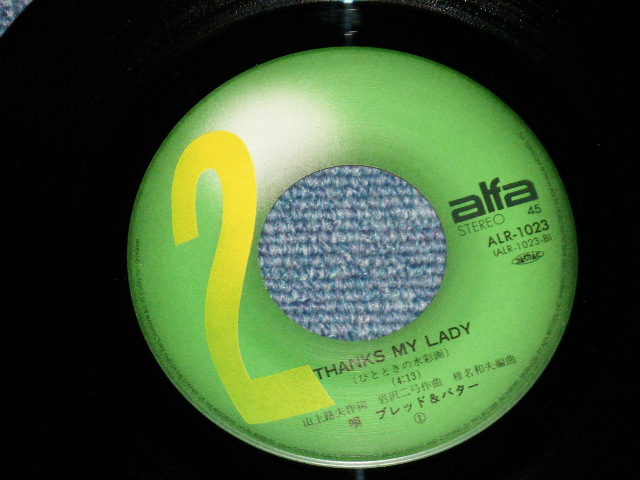 2
alfa
STEREO 45
ALR-1023
(ALR-1023-B)
JASRAC
THANKS MY LADY
(ひとときの水彩画)
(4:13)
山上路夫作詞 岩沢二弓作曲 椎名和夫編曲
唄 ブレッド&バター
①